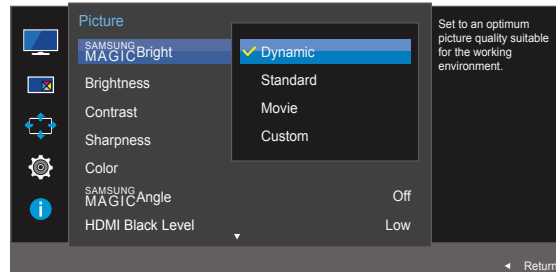 Picture
SAMSUNG
MAGIC Bright
Dynamic
Brightness
Standard
Contrast
Movie
Sharpness
Custom
Color
SAMSUNG
MAGIC Angle Off
HDMI Black Level Low
Set to an optimum
picture quality suitable
for the working
environment.
Return